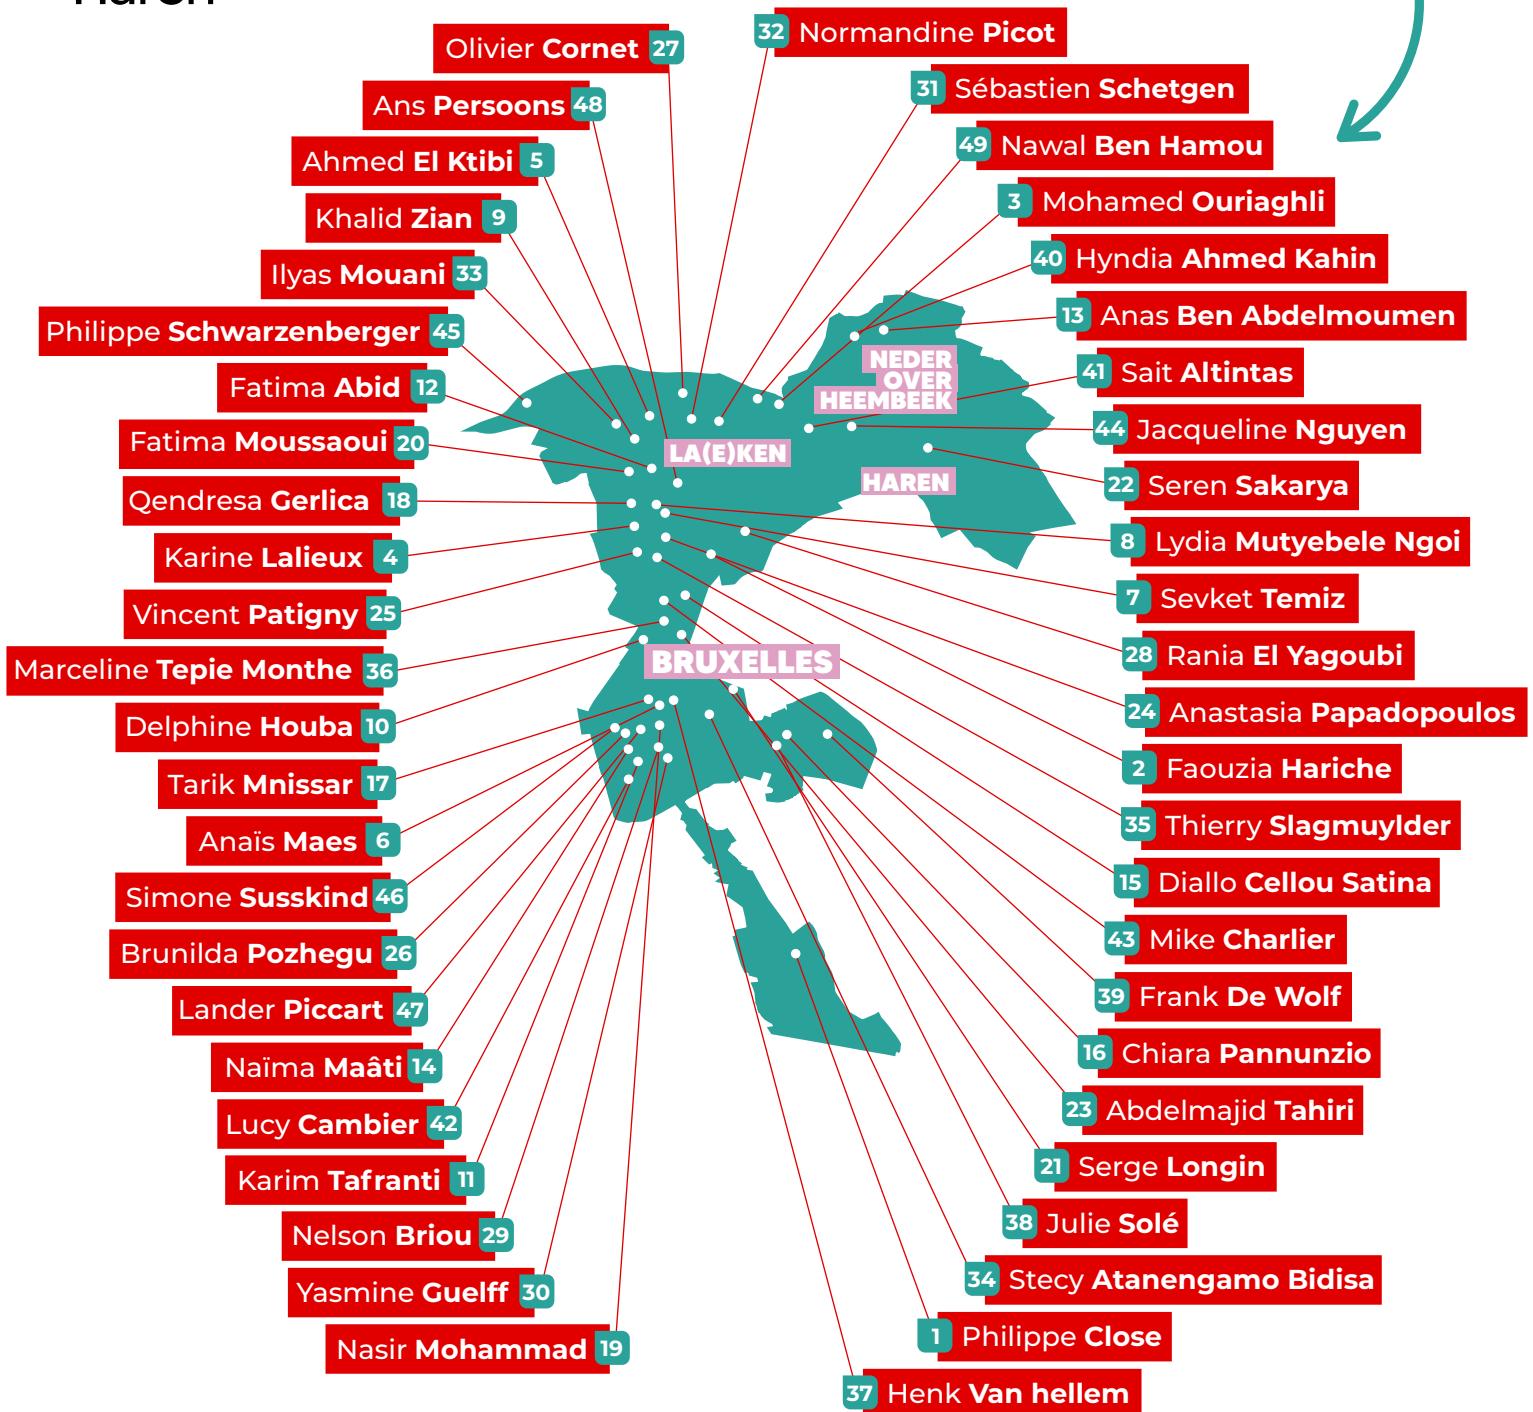 Haren
Olivier Cornet 27
32 Normandine Picot
31 Sébastien Schetgen
Ans Persoons 48
49 Nawal Ben Hamou
Ahmed El Ktibi 5
3 Mohamed Ouriaghli
Khalid Zian 9
40 Hyndia Ahmed Kahin
Ilyas Mouani 33
13 Anas Ben Abdelmoumen
Philippe Schwarzenberger 45
NEDER
OVER
HEEMBEEK
41 Sait Altintas
Fatima Abid 12
44 Jacqueline Nguyen
Fatima Moussaoui 20
LA(E)KEN
HAREN
22 Seren Sakarya
Qendresa Gerlica 18
8 Lydia Mutyebele Ngoi
Karine Lalieux 4
7 Sevket Temiz
Vincent Patigny 25
28 Rania El Yagoubi
BRUXELLES
Marceline Tepie Monthe 36
24 Anastasia Papadopoulos
Delphine Houba 10
2 Faouzia Hariche
Tarik Mnissar 17
35 Thierry Slagmuylder
Anaïs Maes 6
15 Diallo Cellou Satina
Simone Susskind 46
43 Mike Charlier
Brunilda Pozhegu 26
39 Frank De Wolf
Lander Piccart 47
16 Chiara Pannunzio
Naïma Maâti 14
23 Abdelmajid Tahiri
Lucy Cambier 42
21 Serge Longin
Karim Tafranti 11
38 Julie Solé
Nelson Briou 29
34 Stecy Atanengamo Bidisa
Yasmine Guelff 30
1 Philippe Close
Nasir Mohammad 19
37 Henk Van hellem